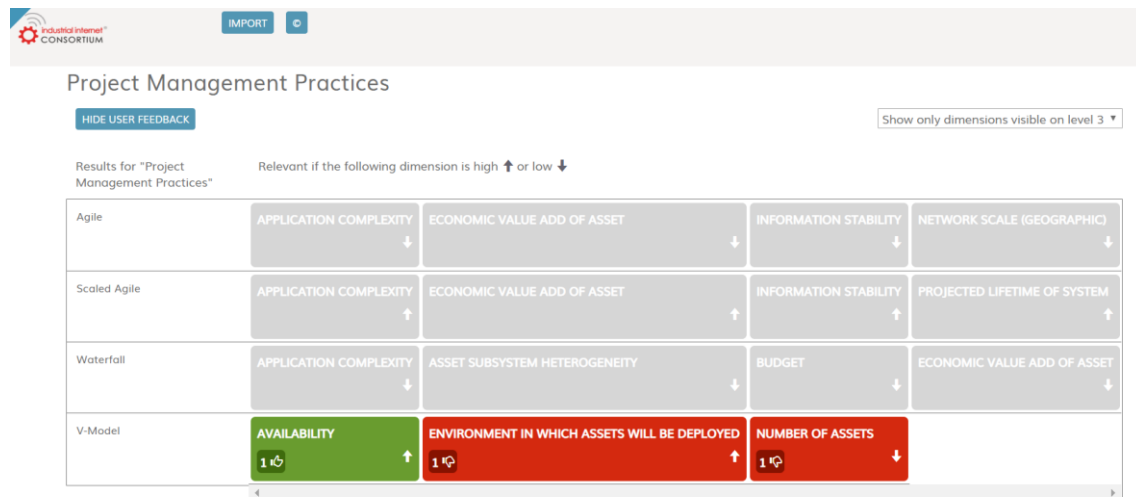 industrial internet
CONSORTIUM
IMPORT ©
Project Management Practices
HIDE USER FEEDBACK
Show only dimensions visible on level 3 ▼
Results for "Project
Management Practices"
Relevant if the following dimension is high ↑ or low ↓
Agile
APPLICATION COMPLEXITY ↓
ECONOMIC VALUE ADD OF ASSET ↓
INFORMATION STABILITY ↓
NETWORK SCALE (GEOGRAPHIC) ↓
Scaled Agile
APPLICATION COMPLEXITY ↑
ECONOMIC VALUE ADD OF ASSET ↑
INFORMATION STABILITY ↑
PROJECTED LIFETIME OF SYSTEM ↑
Waterfall
APPLICATION COMPLEXITY ↓
ASSET SUBSYSTEM HETEROGENEITY ↓
BUDGET ↓
ECONOMIC VALUE ADD OF ASSET ↓
V-Model
AVAILABILITY
1 ↑
ENVIRONMENT IN WHICH ASSETS WILL BE DEPLOYED
1 ↑
NUMBER OF ASSETS
1 ↓